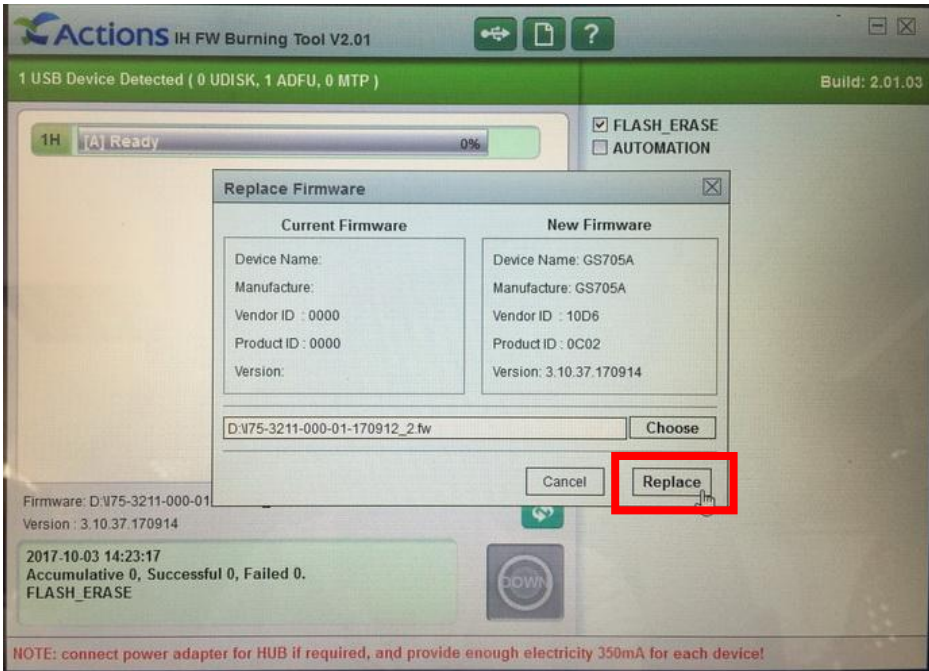 Actions IH FW Burning Tool V2.01
?
1 USB Device Detected ( 0 UDISK, 1 ADFU, 0 MTP )
Build: 2.01.03
1H [A] Ready 0%
FLASH_ERASE
AUTOMATION
Replace Firmware
Current Firmware
Device Name:
Manufacture:
Vendor ID : 0000
Product ID : 0000
Version:
New Firmware
Device Name: GS705A
Manufacture: GS705A
Vendor ID : 10D6
Product ID : 0C02
Version: 3.10.37.170914
D:\I75-3211-000-01-170912_2.fw
Choose
Cancel
Replace
Firmware: D:\I75-3211-000-01
Version : 3.10.37.170914
2017-10-03 14:23:17
Accumulative 0, Successful 0, Failed 0.
FLASH_ERASE
DOWN
NOTE: connect power adapter for HUB if required, and provide enough electricity 350mA for each device!